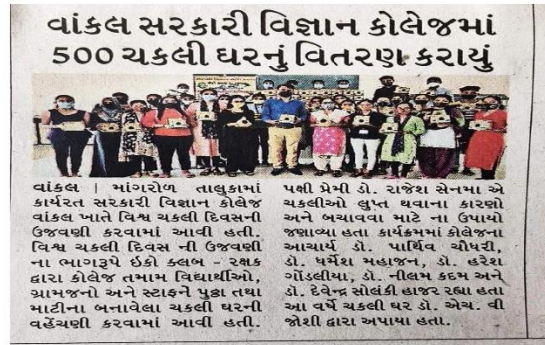 વાંકલ સરકારી વિજ્ઞાન કોલેજમાં
500 ચકલી ઘરનું વિતરણ કરાયું
વાંકલ | માંગરોળ તાલુકામાં
કાર્યરત સરકારી વિજ્ઞાન કોલેજ
વાંકલ ખાતે વિશ્વ ચકલી દિવસની
ઉજવણી કરવામાં આવી હતી.
વિશ્વ ચકલી દિવસ ની ઉજવણી
ના ભાગરૂપે ઇકો ક્લબ - રક્ષક
દ્વારા કોલેજ તમામ વિદ્યાર્થીઓ,
ગ્રામજનો અને સ્ટાફને પુઠ્ઠા તથા
માટીના બનાવેલા ચકલી ઘરની
વહેંચણી કરવામાં આવી હતી.
પક્ષી પ્રેમી ડો. રાજેશ સેનમા એ
ચકલીઓ લુપ્ત થવાના કારણો
અને બચાવવા માટે ના ઉપાયો
જણાવ્યા હતા કાર્યક્રમમાં કોલેજના
આચાર્ય, ડો. પાર્થિવ ચૌધરી,
ડો. ધર્મેશ મહાજન, ડો. હરેશ
ગોંડલીયા, ડો. નીલમ કદમ અને
ડો. દેવેન્દ્ર સોલંકી હાજર રહ્યા હતા
આ વર્ષે ચકલી ઘર ડો. એચ. વી
જોશી દ્વારા અપાયા હતા.